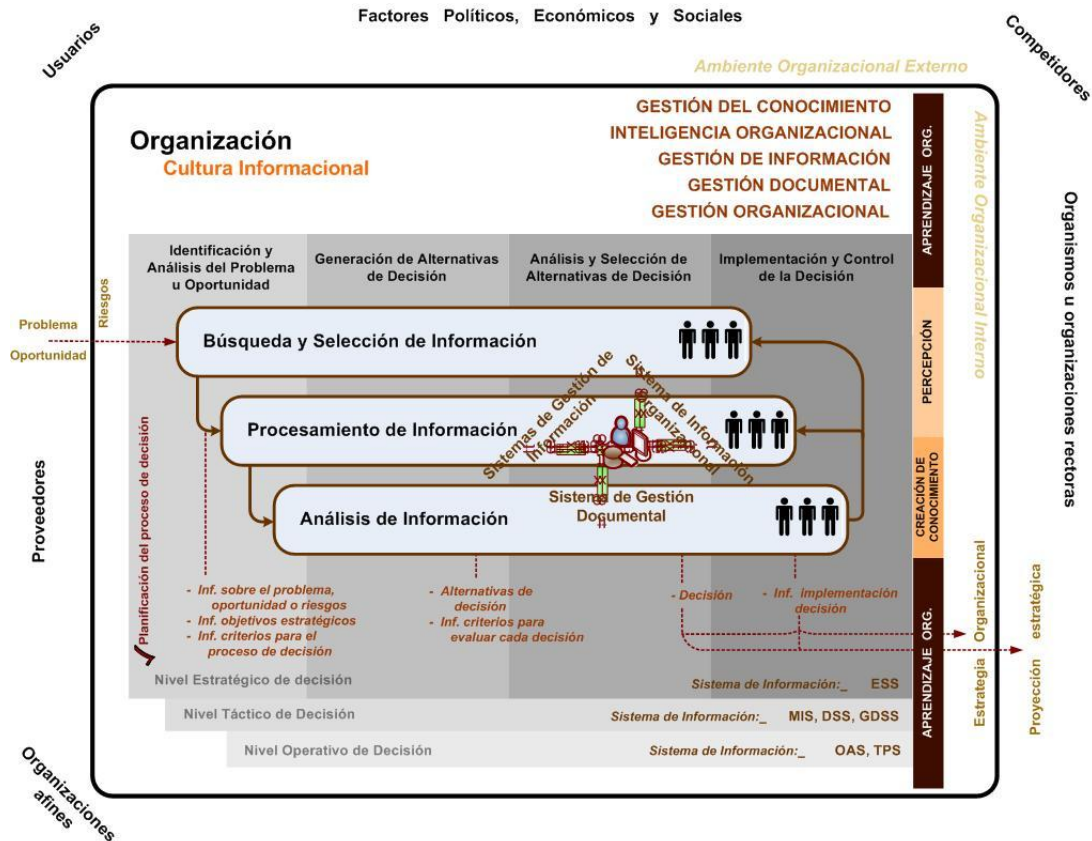 Factores Políticos, Económicos y Sociales
Usuarios
Competidores
Ambiente Organizacional Externo
GESTIÓN DEL CONOCIMIENTO
INTELIGENCIA ORGANIZACIONAL
GESTIÓN DE INFORMACIÓN
GESTIÓN DOCUMENTAL
GESTIÓN ORGANIZACIONAL
Organización
Cultura Informacional
APRENDIZAJE ORG.
Ambiente Organizacional Interno
Organismos u organizaciones rectoras
Identificación y
Análisis del Problema
u Oportunidad
Generación de Alternativas
de Decisión
Análisis y Selección de
Alternativas de Decisión
Implementación y Control
de la Decisión
Riesgos
Problema
Oportunidad
Búsqueda y Selección de Información
PERCEPCIÓN
Sistemas de Gestión de
Información
Sistema de Información
Organizacional
Procesamiento de Información
Sistema de Gestión
Documental
Análisis de Información
CREACIÓN DE
CONOCIMIENTO
Proveedores
Planificación del proceso de decisión
- Inf. sobre el problema,
oportunidad o riesgos
- Inf. objetivos estratégicos
- Inf. criterios para el
proceso de decisión
- Alternativas de
decisión
- Inf. criterios para
evaluar cada decisión
- Decisión
- Inf. implementación
decisión
APRENDIZAJE ORG.
Estrategia Organizacional
Proyección estratégica
Nivel Estratégico de decisión
Sistema de Información:_ ESS
Nivel Táctico de Decisión
Sistema de Información:_ MIS, DSS, GDSS
Nivel Operativo de Decisión
Sistema de Información:_ OAS, TPS
Organizaciones
afines